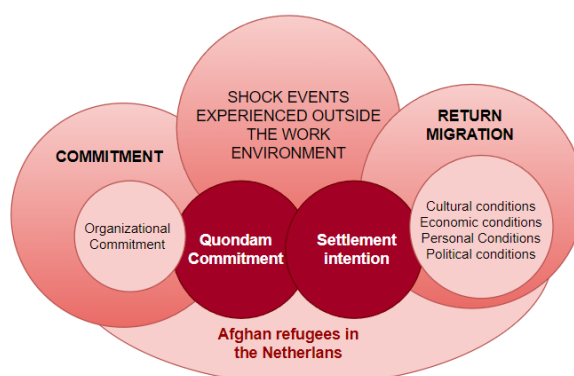 SHOCK EVENTS
EXPERIENCED OUTSIDE
THE WORK
ENVIRONMENT
COMMITMENT
Organizational
Commitment
Quondam
Commitment
Settlement
intention
RETURN
MIGRATION
Cultural conditions
Economic conditions
Personal Conditions
Political conditions
Afghan refugees in
the Netherlans